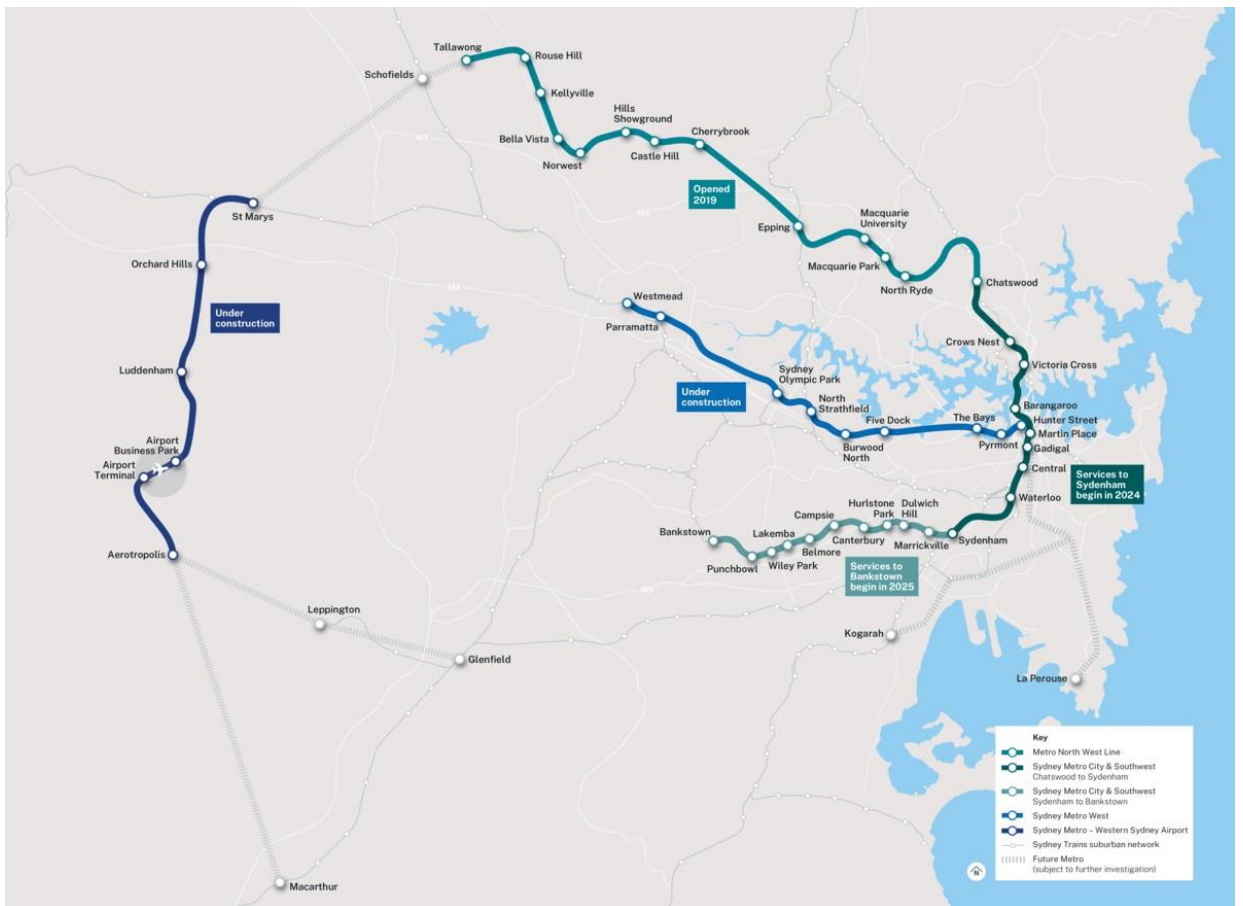 Tallawong
Rouse Hill
Schofields
Kellyville
Hills
Showground
Cherrybrook
Bella Vista
M7
Castle Hill
Norwest
Opened
2019
St Marys
M2
Macquarie
University
Epping
Orchard Hills
Macquarie Park
North Ryde
Chatswood
M4
Westmead
Under
construction
Parramatta
Crows Nest
Victoria Cross
Luddenham
Sydney
Olympic Park
Under
construction
North
Strathfield
Barangaroo
Five Dock
The Bays
Hunter Street
Martin Place
Airport
Business Park
Burwood
North
Pyrmont
Gadigal
Airport
Terminal
Central
Services to
Sydenham
begin in 2024
Waterloo
Hurlstone
Park
Dulwich
Hill
Campsie
Bankstown
Lakemba
Canterbury
Marrickville
Sydenham
Aerotropolis
Belmore
Punchbowl
Wiley Park
Services to
Bankstown
begin in 2025
M5
Leppington
Kogarah
Glenfield
La Perouse
Key
Metro North West Line
Sydney Metro City & Southwest
Chatswood to Sydenham
Sydney Metro City & Southwest
Sydenham to Bankstown
Sydney Metro West
Sydney Metro – Western Sydney Airport
Sydney Trains suburban network
Future Metro
(subject to further investigation)
N
Macarthur